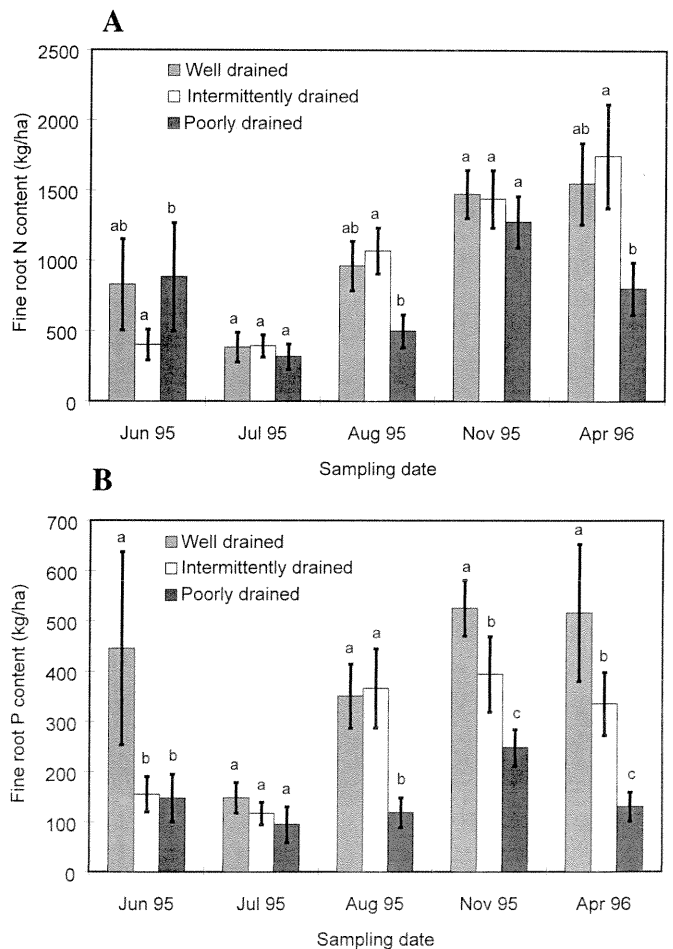 A
Fine root N content (kg/ha)
2500
2000
1500
1000
500
0
Well drained
Intermittently drained
Poorly drained
ab
a
b
a
a
a
ab
a
b
a
a
a
ab
a
b
Jun 95
Jul 95
Aug 95
Nov 95
Apr 96
Sampling date
B
Fine root P content (kg/ha)
700
600
500
400
300
200
100
0
Well drained
Intermittently drained
Poorly drained
a
b
b
a
a
a
a
a
b
a
b
c
a
b
c
Jun 95
Jul 95
Aug 95
Nov 95
Apr 96
Sampling date